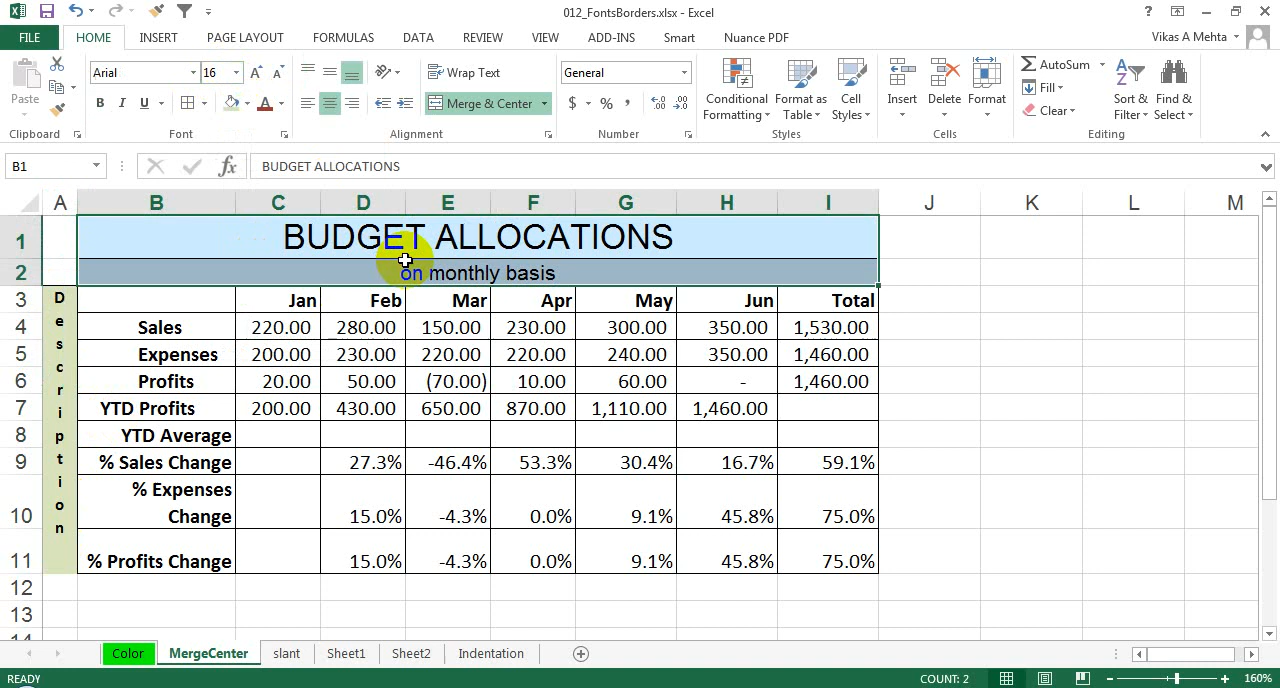 012_FontsBorders.xlsx - Excel
FILE HOME INSERT PAGE LAYOUT FORMULAS DATA REVIEW VIEW ADD-INS Smart Nuance PDF Vikas A Mehta
Paste
Arial 16
B I U
Wrap Text
Merge & Center
General
$ % ,
Conditional Formatting
Format as Table
Cell Styles
Insert
Delete
Format
AutoSum
Fill
Clear
Sort & Filter
Find & Select
Clipboard Font Alignment Number Styles Cells Editing
B1 fx BUDGET ALLOCATIONS
A B C D E F G H I J K L M
1 BUDGET ALLOCATIONS
2 on monthly basis
Description
3 Jan Feb Mar Apr May Jun Total
4 Sales 220.00 280.00 150.00 230.00 300.00 350.00 1,530.00
5 Expenses 200.00 230.00 220.00 220.00 240.00 350.00 1,460.00
6 Profits 20.00 50.00 (70.00) 10.00 60.00 - 1,460.00
7 YTD Profits 200.00 430.00 650.00 870.00 1,110.00 1,460.00
8 YTD Average
9 % Sales Change 27.3% -46.4% 53.3% 30.4% 16.7% 59.1%
% Expenses
10 Change 15.0% -4.3% 0.0% 9.1% 45.8% 75.0%
11 % Profits Change 15.0% -4.3% 0.0% 9.1% 45.8% 75.0%
12
13
14
Color MergeCenter slant Sheet1 Sheet2 Indentation
READY COUNT: 2 160%